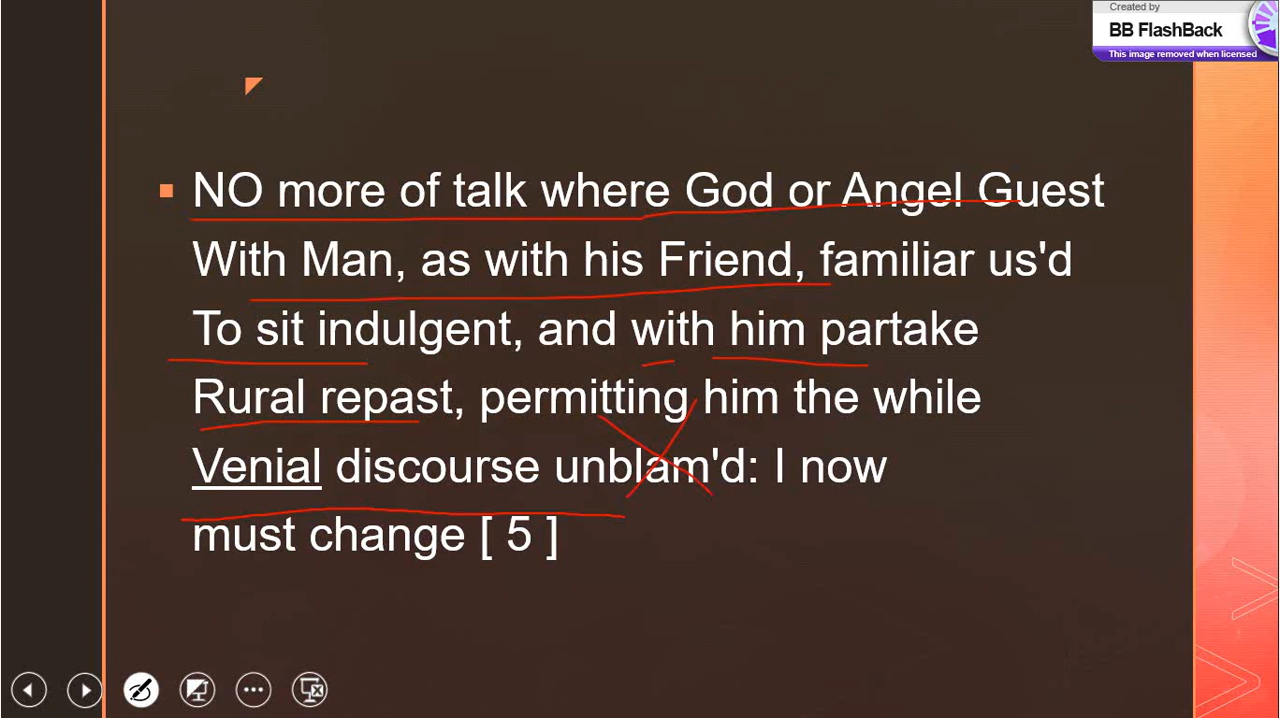 Created by
BB FlashBack
This image removed when licensed
NO more of talk where God or Angel Guest
With Man, as with his Friend, familiar us'd
To sit indulgent, and with him partake
Rural repast, permitting him the while
Venial discourse unblam'd: I now
must change [ 5 ]